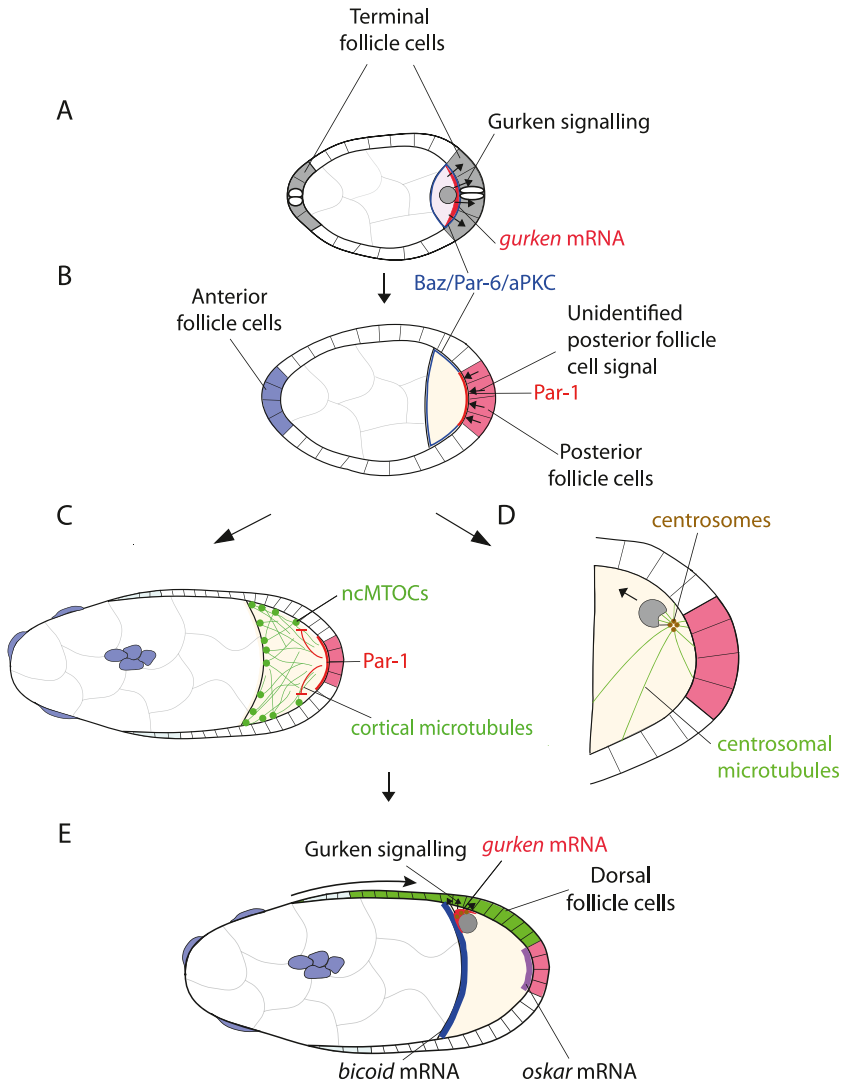 Terminal
follicle cells
A
Gurken signalling
gurken mRNA
B
Baz/Par-6/aPKC
Anterior
follicle cells
Unidentified
posterior follicle
cell signal
Par-1
Posterior
follicle cells
C
D
centrosomes
ncMTOCs
Par-1
cortical microtubules
centrosomal
microtubules
E
Gurken signalling
gurken mRNA
Dorsal
follicle cells
bicoid mRNA
oskar mRNA